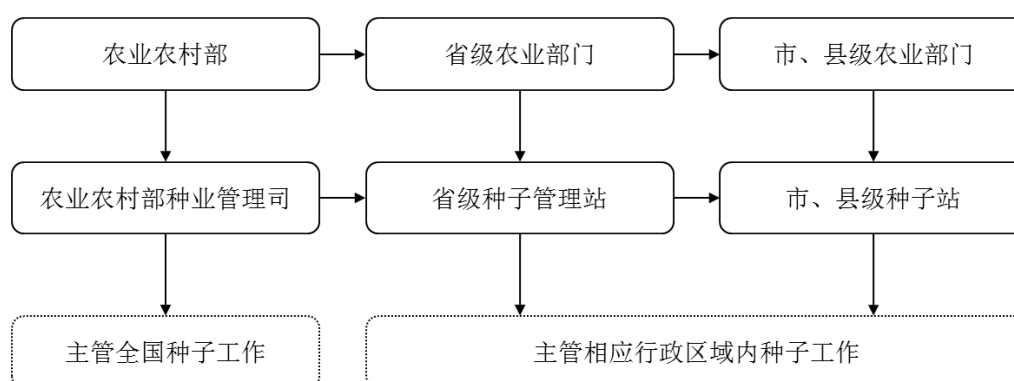 农业农村部
省级农业部门
市、县级农业部门
农业农村部种业管理司
省级种子管理站
市、县级种子站
主管全国种子工作
主管相应行政区域内种子工作